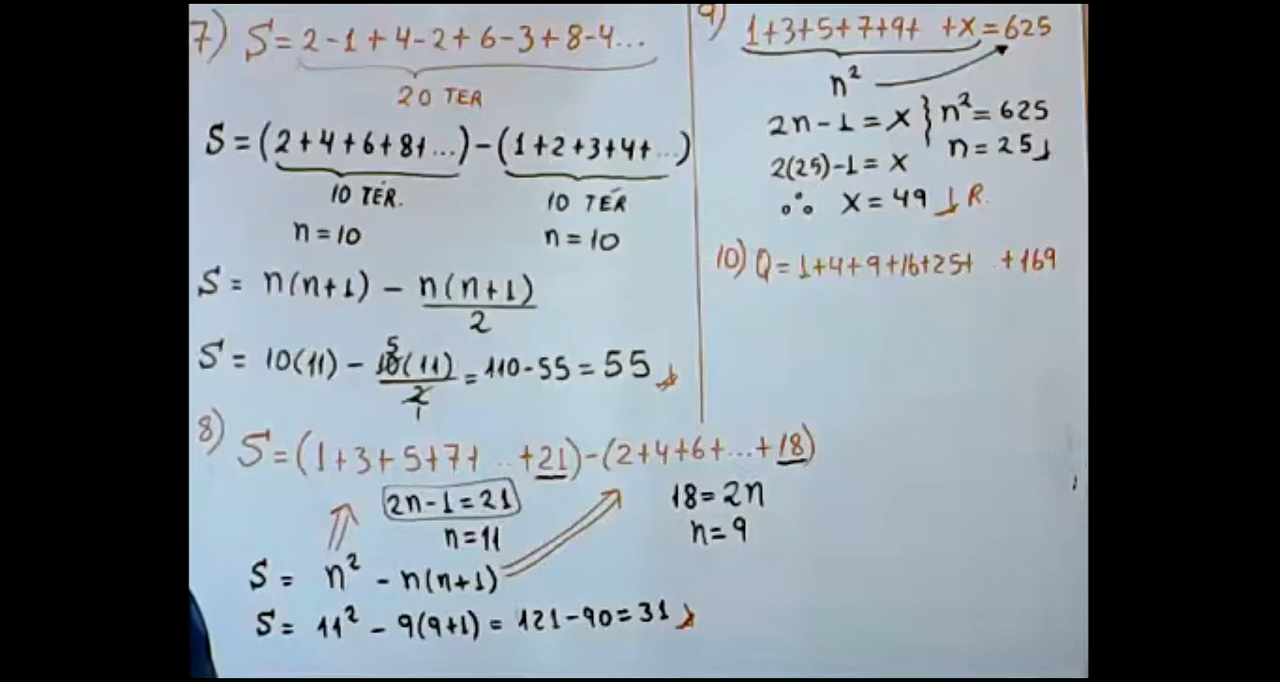 7) S = 2-1+4-2+6-3+8-4...
20 TER
S = (2+4+6+8+...) - (1+2+3+4+...)
10 TÉR. 10 TÉR
n=10 n=10
S = n(n+1) - n(n+1)/2
S = 10(11) - 10(11)/2 = 110-55 = 55
5
1
8) S = (1+3+5+7+ ..+21)-(2+4+6+...+18)
2n-1=21 18=2n
n=11 n=9
S = n² - n(n+1)
S = 11² - 9(9+1) = 121-90=31
9) 1+3+5+7+9+ +x=625
n²
2n-1=x } n²=625
2(25)-1=x n=25
∴ x=49 R.
10) Q=1+4+9+16+25+ .. +169